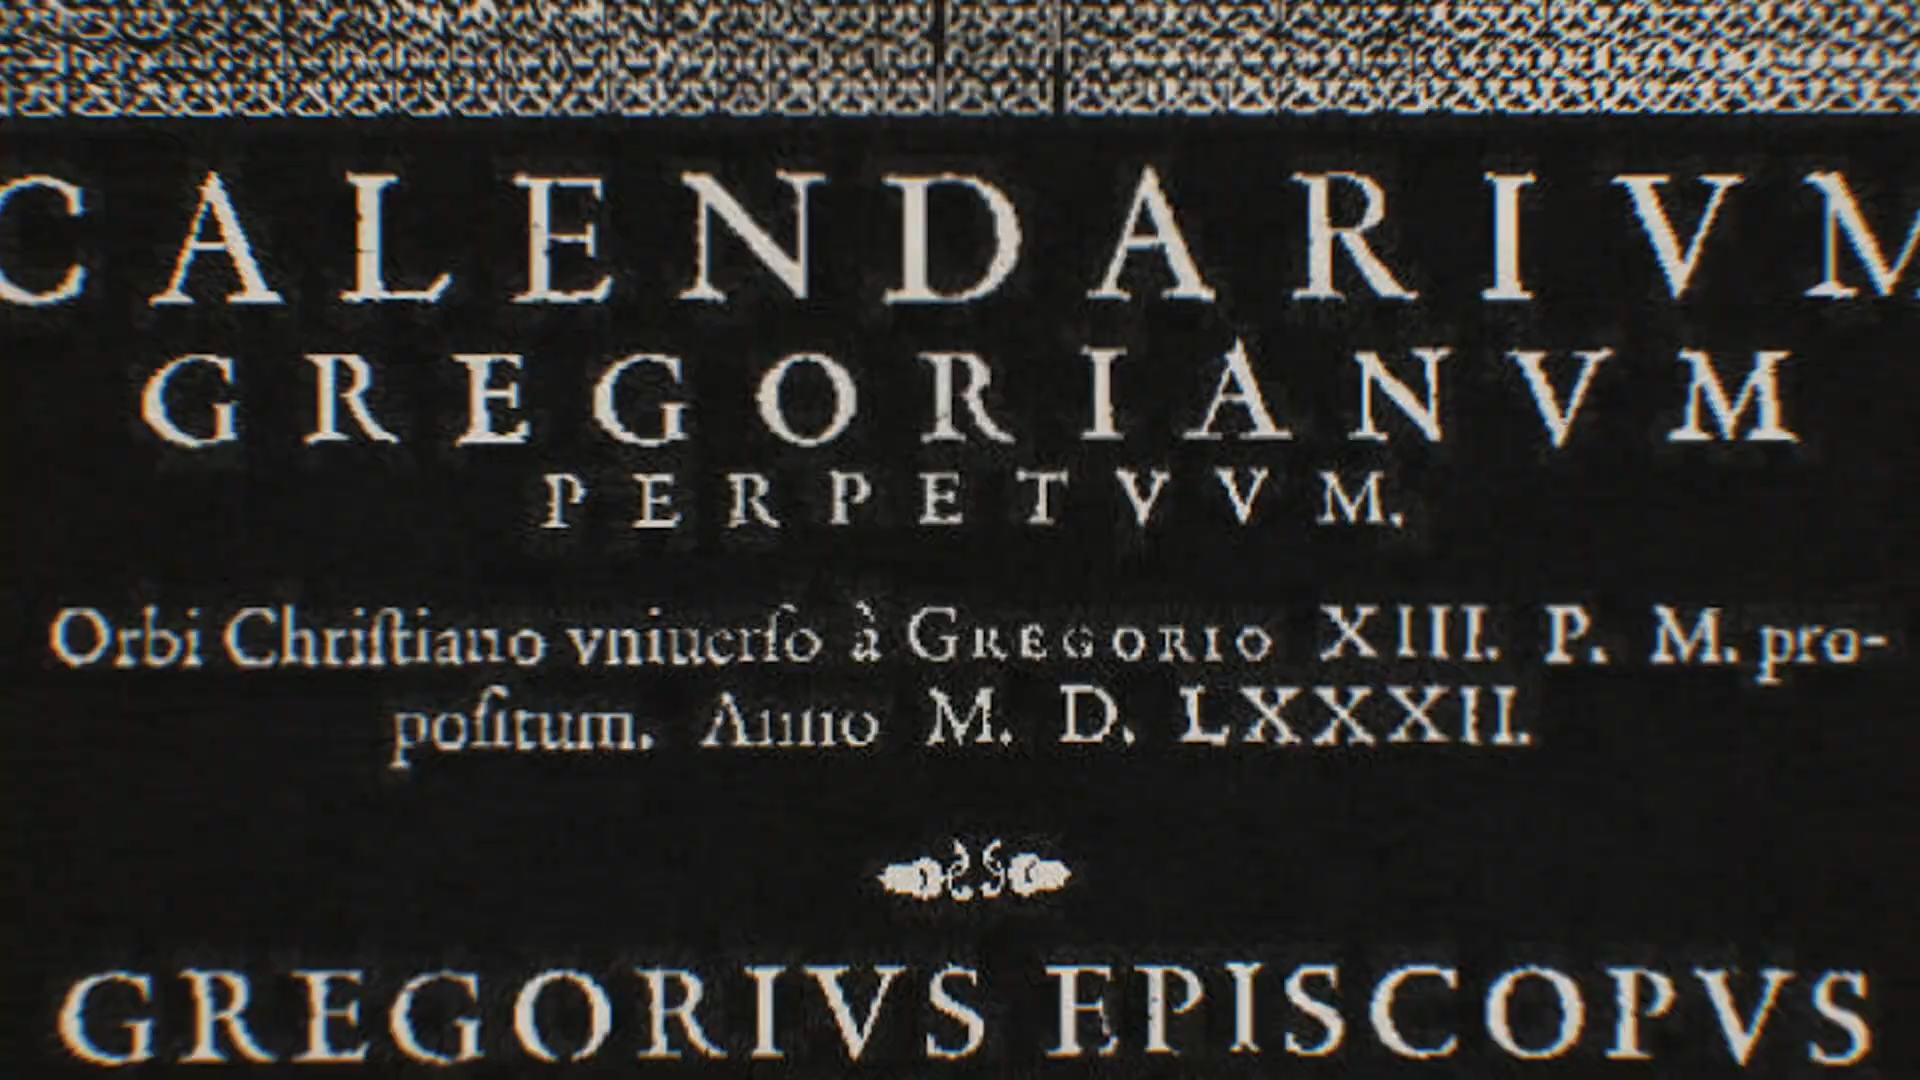 CALENDARIVM
GREGORIANVM
PERPETVVM.
Orbi Chriſtiano vniuerſo à GREGORIO XIII. P. M. pro-
poſitum. Anno M. D. LXXXII.
GREGORIVS EPISCOPVS